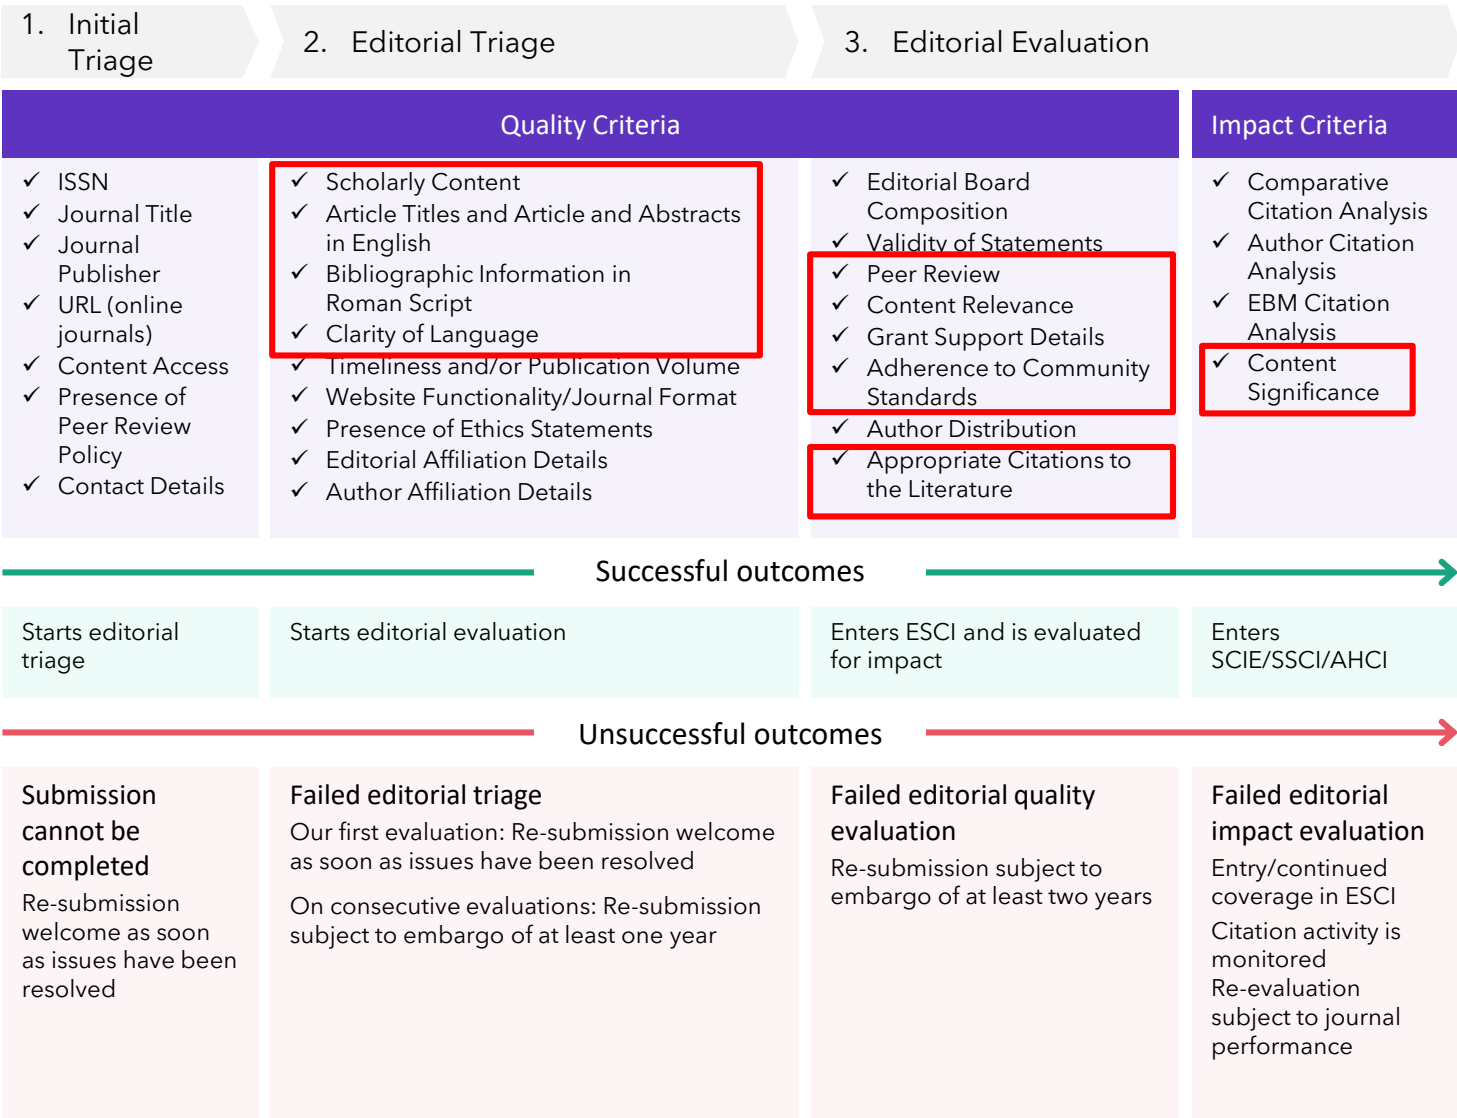 1. Initial
Triage
2. Editorial Triage
3. Editorial Evaluation
Quality Criteria
Impact Criteria
✓ ISSN
✓ Journal Title
✓ Journal
Publisher
✓ URL (online
journals)
✓ Content Access
✓ Presence of
Peer Review
Policy
✓ Contact Details
✓ Scholarly Content
✓ Article Titles and Article and Abstracts
in English
✓ Bibliographic Information in
Roman Script
✓ Clarity of Language
✓ Timeliness and/or Publication Volume
✓ Website Functionality/Journal Format
✓ Presence of Ethics Statements
✓ Editorial Affiliation Details
✓ Author Affiliation Details
✓ Editorial Board
Composition
✓ Validity of Statements
✓ Peer Review
✓ Content Relevance
✓ Grant Support Details
✓ Adherence to Community
Standards
✓ Author Distribution
✓ Appropriate Citations to
the Literature
✓ Comparative
Citation Analysis
✓ Author Citation
Analysis
✓ EBM Citation
Analysis
✓ Content
Significance
Successful outcomes
Starts editorial
triage
Starts editorial evaluation
Enters ESCI and is evaluated
for impact
Enters
SCIE/SSCI/AHCI
Unsuccessful outcomes
Submission
cannot be
completed
Re-submission
welcome as soon
as issues have been
resolved
Failed editorial triage
Our first evaluation: Re-submission welcome
as soon as issues have been resolved
On consecutive evaluations: Re-submission
subject to embargo of at least one year
Failed editorial quality
evaluation
Re-submission subject to
embargo of at least two years
Failed editorial
impact evaluation
Entry/continued
coverage in ESCI
Citation activity is
monitored
Re-evaluation
subject to journal
performance